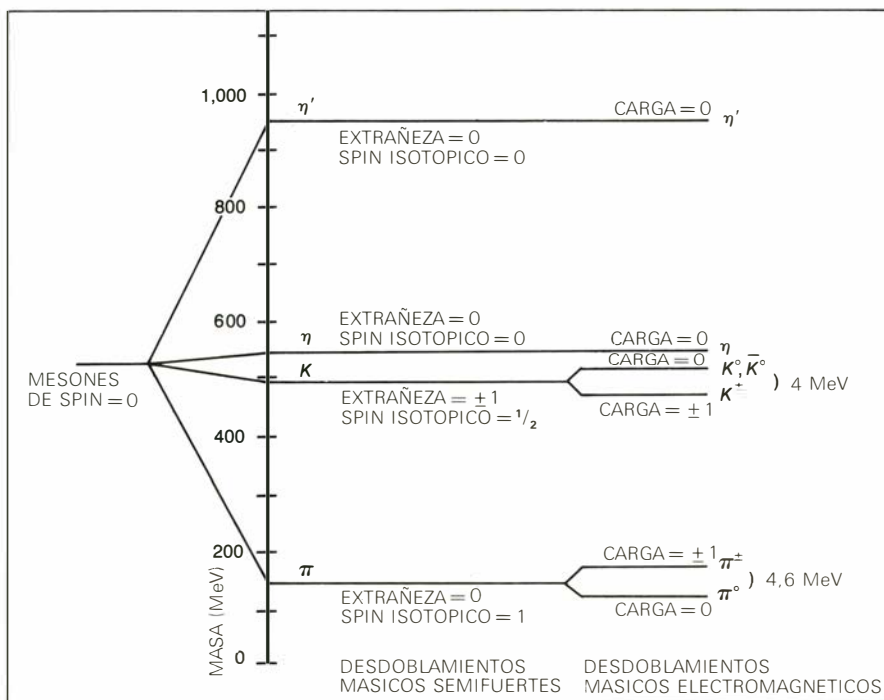 1,000
η′
CARGA = 0
η′
EXTRAÑEZA = 0
SPIN ISOTOPICO = 0
800
600
EXTRAÑEZA = 0
SPIN ISOTOPICO = 0
η
CARGA = 0
η
CARGA = 0
K°, K̄°
MESONES
DE SPIN = 0
K
) 4 MeV
EXTRAÑEZA = ±1
SPIN ISOTOPICO = 1/2
K±
CARGA = ±1
400
200
CARGA = ±1 π±
π
) 4,6 MeV
EXTRAÑEZA = 0
SPIN ISOTOPICO = 1
π°
CARGA = 0
MASA (MeV)
0
DESDOBLAMIENTOS
MASICOS SEMIFUERTES
DESDOBLAMIENTOS
MASICOS ELECTROMAGNETICOS